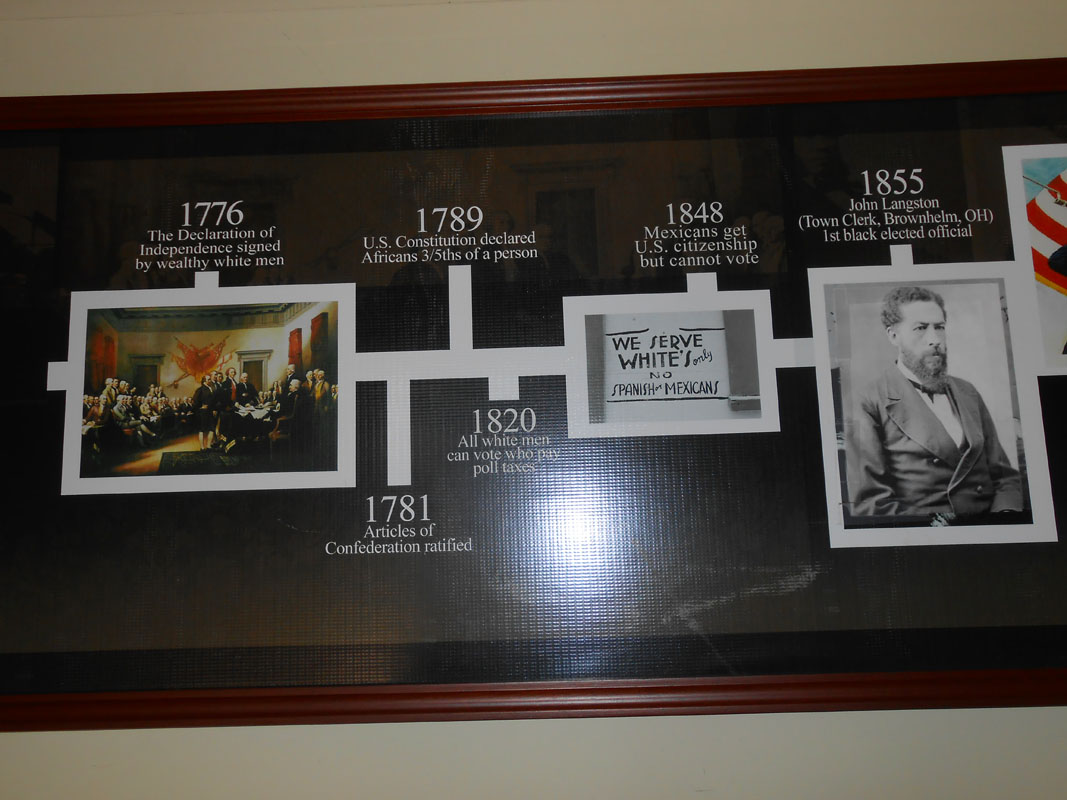 1776
The Declaration of
Independence signed
by wealthy white men
1781
Articles of
Confederation ratified
1789
U.S. Constitution declared
Africans 3/5ths of a person
1820
All white men
can vote who pay
poll taxes
1848
Mexicans get
U.S. citizenship
but cannot vote
WE SERVE
WHITE'S only
NO
SPANISH or MEXICANS
1855
John Langston
(Town Clerk, Brownhelm, OH)
1st black elected official